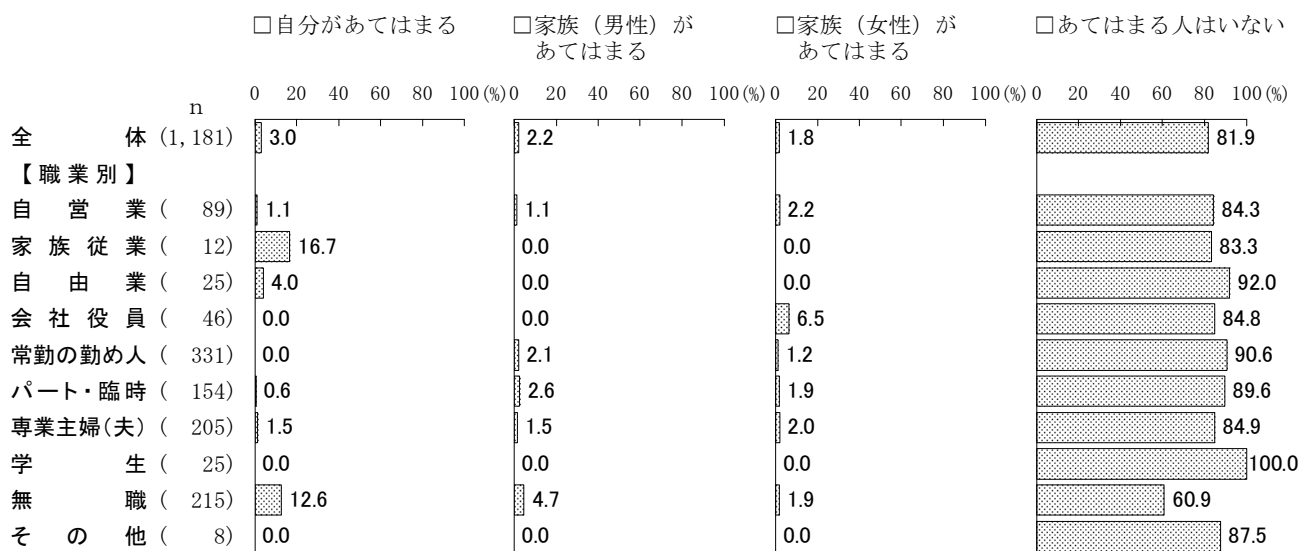 □自分があてはまる □家族（男性）が □家族（女性）が □あてはまる人はいない
あてはまる あてはまる
n 0 20 40 60 80 100(%) 0 20 40 60 80 100(%) 0 20 40 60 80 100(%) 0 20 40 60 80 100(%)
全体 (1,181) 3.0 2.2 1.8 81.9
【職業別】
自営業 ( 89) 1.1 1.1 2.2 84.3
家族従業 ( 12) 16.7 0.0 0.0 83.3
自由業 ( 25) 4.0 0.0 0.0 92.0
会社役員 ( 46) 0.0 0.0 6.5 84.8
常勤の勤め人 ( 331) 0.0 2.1 1.2 90.6
パート・臨時 ( 154) 0.6 2.6 1.9 89.6
専業主婦(夫) ( 205) 1.5 1.5 2.0 84.9
学生 ( 25) 0.0 0.0 0.0 100.0
無職 ( 215) 12.6 4.7 1.9 60.9
その他 ( 8) 0.0 0.0 0.0 87.5